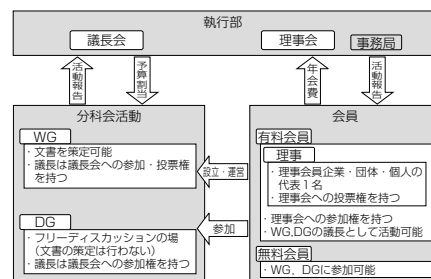 執行部
議長会
理事会
事務局
活動報告
予算割当
年会費
活動報告
分科会活動
WG
・文書を策定可能
・議長は議長会への参加・投票権
を持つ
DG
・フリーディスカッションの場
(文書の策定は行わない)
・議長は議長会への参加権を持つ
設立・運営
参加
会員
有料会員
理事
・理事会員企業・団体・個人の
代表1名
・理事会への投票権を持つ
・理事会への参加権を持つ
・WG,DGの議長として活動可能
無料会員
・WG，DGに参加可能